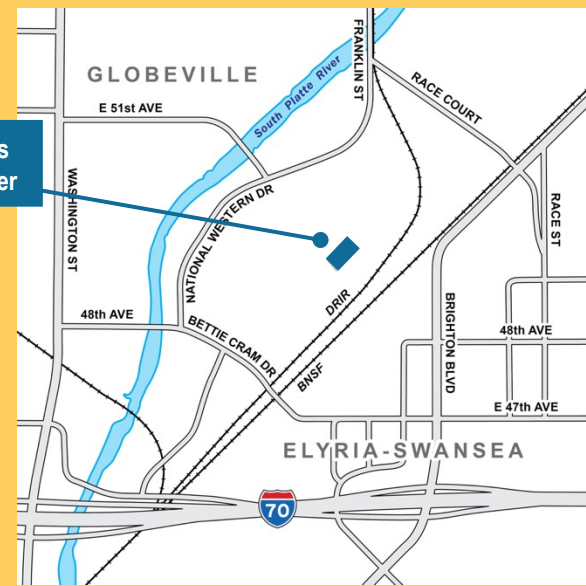 FRANKLIN ST
GLOBEVILLE
RACE COURT
E 51st AVE
South Platte River
s
er
WASHINGTON ST
NATIONAL WESTERN DR
RACE ST
DRIR
BRIGHTON BLVD
48th AVE
BETTIE CRAM DR
48th AVE
BNSF
E 47th AVE
ELYRIA-SWANSEA
70